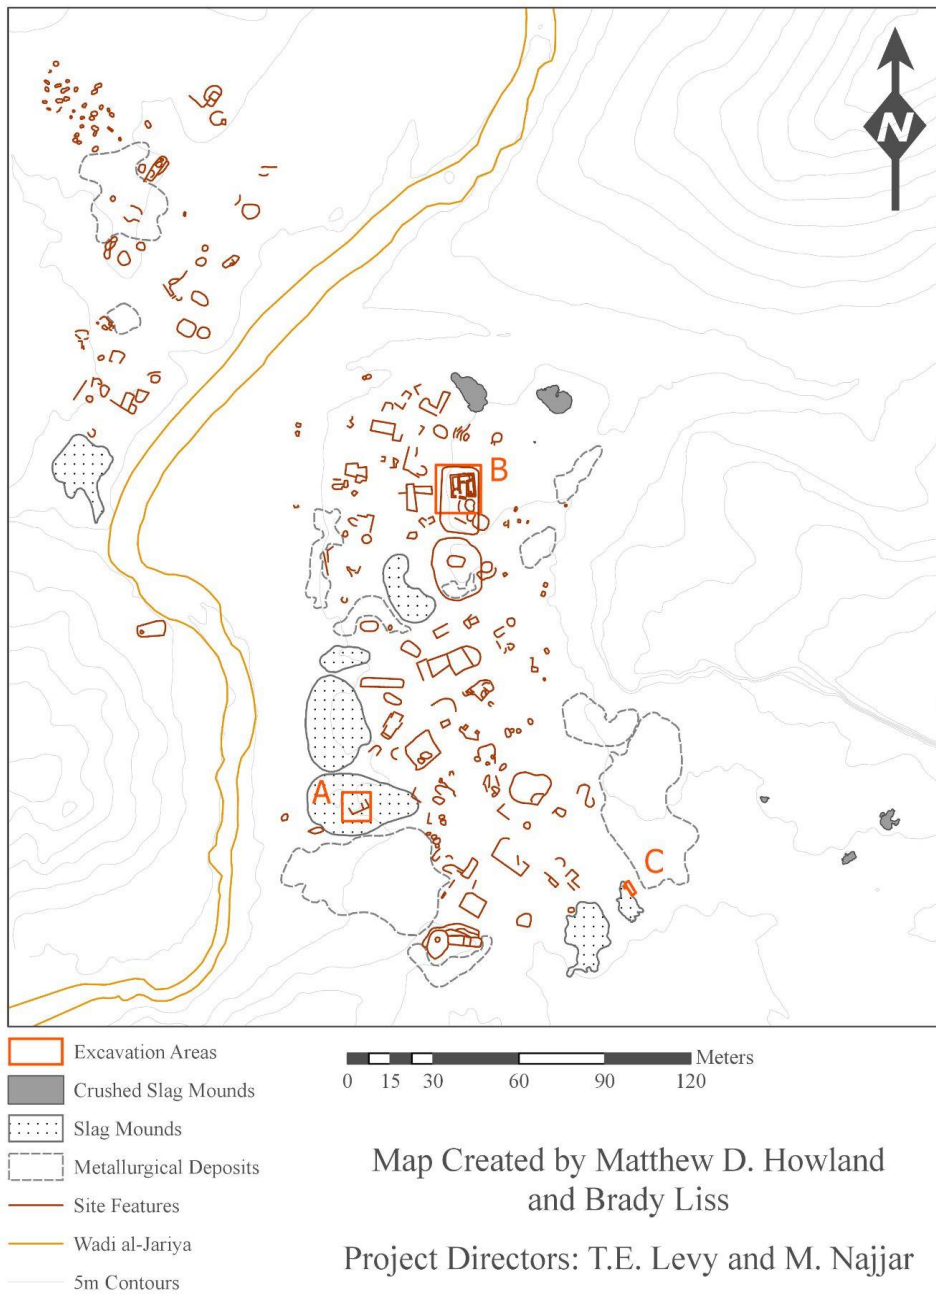 N
B
A
C
Excavation Areas
Crushed Slag Mounds
Slag Mounds
Metallurgical Deposits
Site Features
Wadi al-Jariya
5m Contours
Meters
0 15 30 60 90 120
Map Created by Matthew D. Howland
and Brady Liss
Project Directors: T.E. Levy and M. Najjar